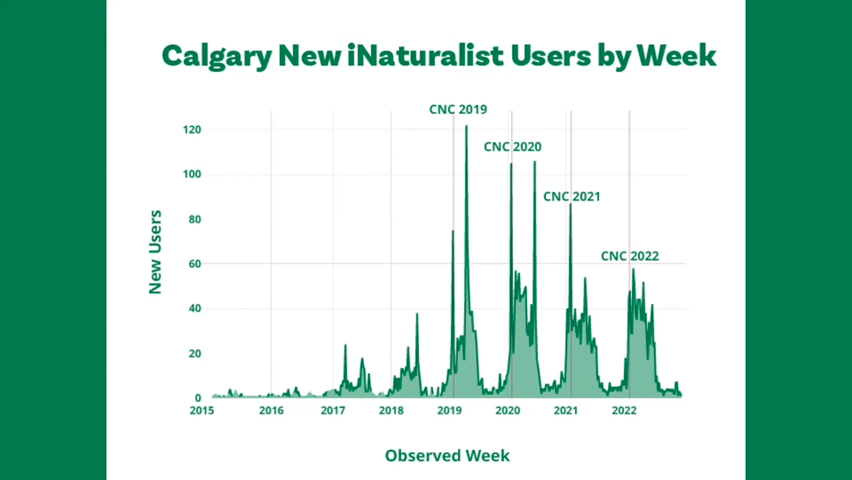 Calgary New iNaturalist Users by Week
CNC 2019
120
CNC 2020
100
CNC 2021
80
New Users
CNC 2022
60
40
20
0
2015 2016 2017 2018 2019 2020 2021 2022
Observed Week